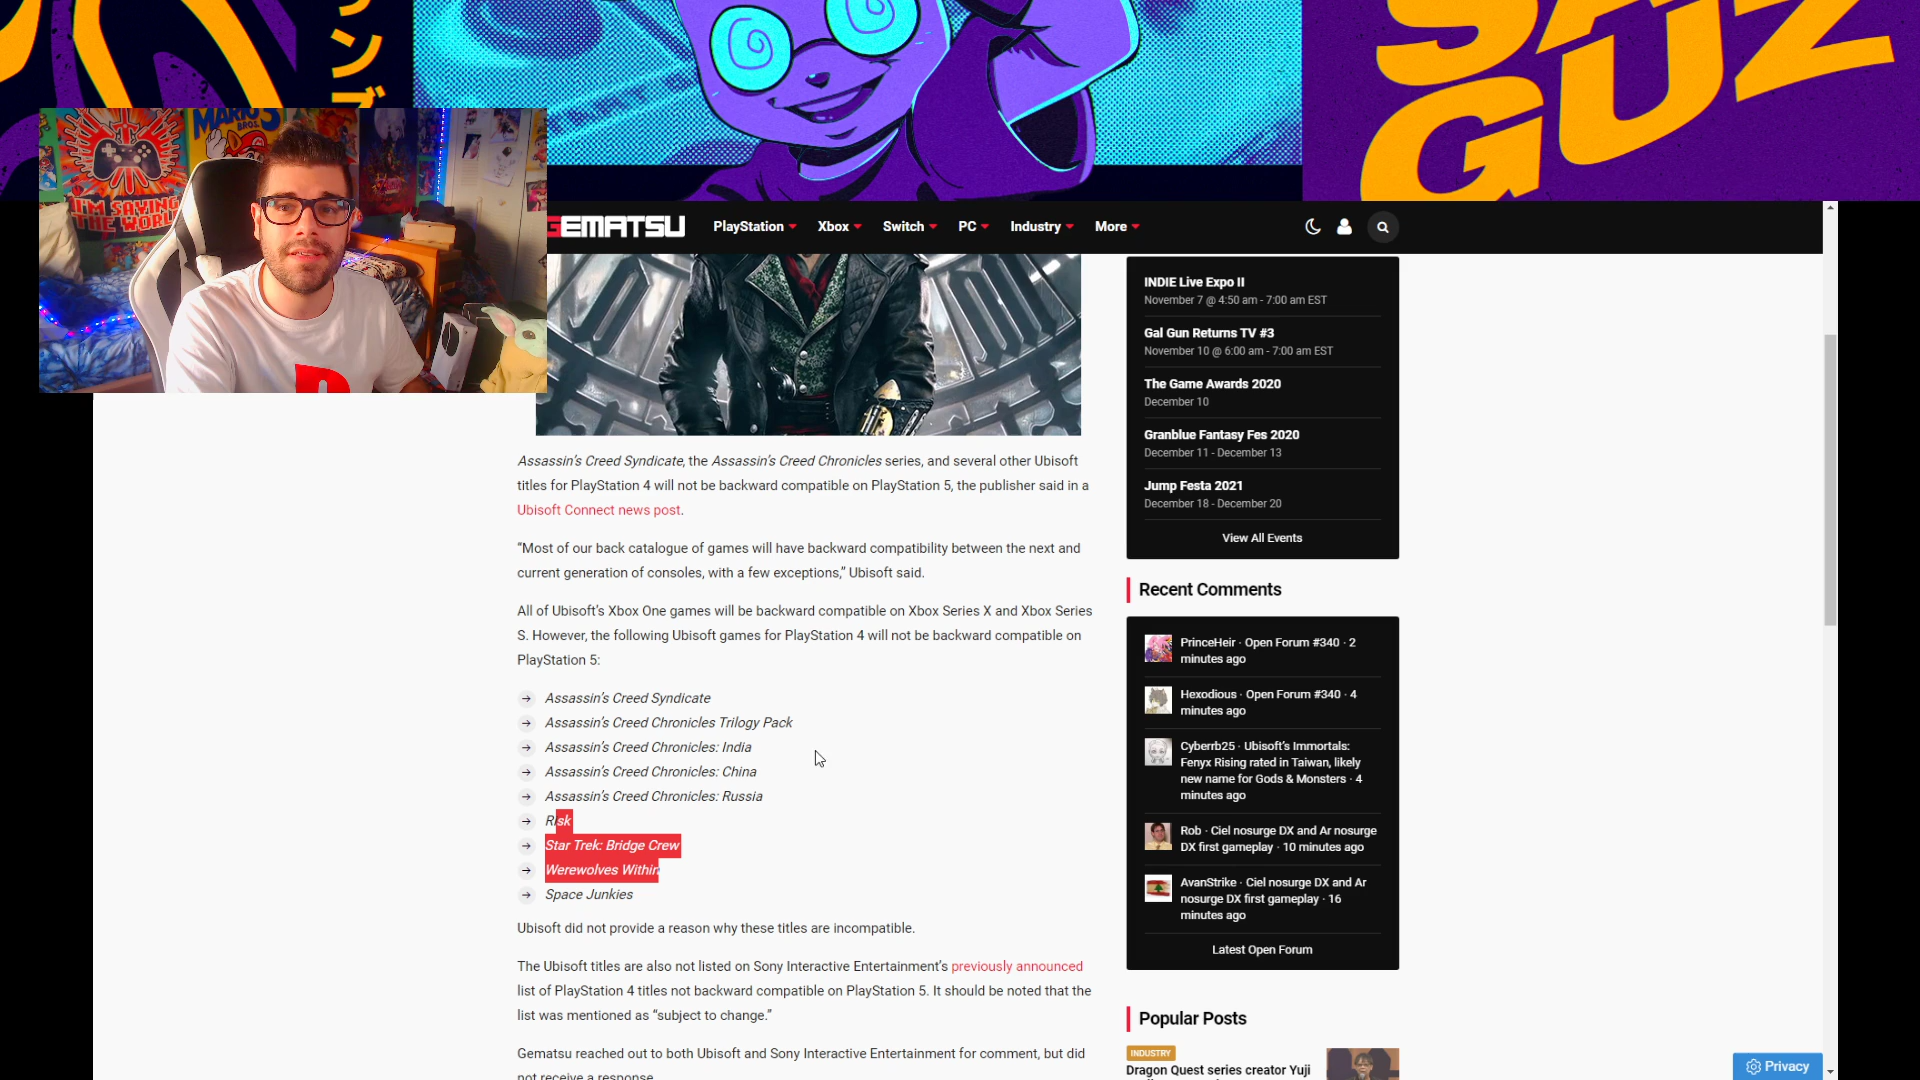 ング
SA
GUZ
MARIO
BROS.
I'M SAVING
THE WORLD
GEMATSU
PlayStation
Xbox
Switch
PC
Industry
More
Assassin's Creed Syndicate, the Assassin's Creed Chronicles series, and several other Ubisoft
titles for PlayStation 4 will not be backward compatible on PlayStation 5, the publisher said in a
Ubisoft Connect news post.
“Most of our back catalogue of games will have backward compatibility between the next and
current generation of consoles, with a few exceptions,” Ubisoft said.
All of Ubisoft's Xbox One games will be backward compatible on Xbox Series X and Xbox Series
S. However, the following Ubisoft games for PlayStation 4 will not be backward compatible on
PlayStation 5:
Assassin's Creed Syndicate
Assassin's Creed Chronicles Trilogy Pack
Assassin's Creed Chronicles: India
Assassin's Creed Chronicles: China
Assassin's Creed Chronicles: Russia
Risk
Star Trek: Bridge Crew
Werewolves Within
Space Junkies
Ubisoft did not provide a reason why these titles are incompatible.
The Ubisoft titles are also not listed on Sony Interactive Entertainment's previously announced
list of PlayStation 4 titles not backward compatible on PlayStation 5. It should be noted that the
list was mentioned as “subject to change.”
Gematsu reached out to both Ubisoft and Sony Interactive Entertainment for comment, but did
not receive a response.
INDIE Live Expo II
November 7 @ 4:50 am - 7:00 am EST
Gal Gun Returns TV #3
November 10 @ 6:00 am - 7:00 am EST
The Game Awards 2020
December 10
Granblue Fantasy Fes 2020
December 11 - December 13
Jump Festa 2021
December 18 - December 20
View All Events
Recent Comments
PrinceHeir · Open Forum #340 · 2
minutes ago
Hexodious · Open Forum #340 · 4
minutes ago
Cyberrb25 · Ubisoft's Immortals:
Fenyx Rising rated in Taiwan, likely
new name for Gods & Monsters · 4
minutes ago
Rob · Ciel nosurge DX and Ar nosurge
DX first gameplay · 10 minutes ago
AvanStrike · Ciel nosurge DX and Ar
nosurge DX first gameplay · 16
minutes ago
Latest Open Forum
Popular Posts
INDUSTRY
Dragon Quest series creator Yuji
Privacy